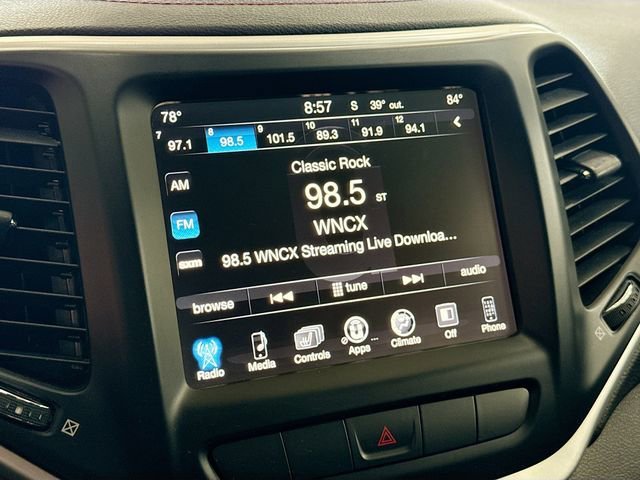 78° 8:57 S 39° out. 84°
7 97.1 8 98.5 9 101.5 10 89.3 11 91.9 12 94.1
Classic Rock
AM
98.5 ST
FM
WNCX
sxm
98.5 WNCX Streaming Live Downloa...
browse tune audio
Radio Media Controls Apps... Climate Off Phone